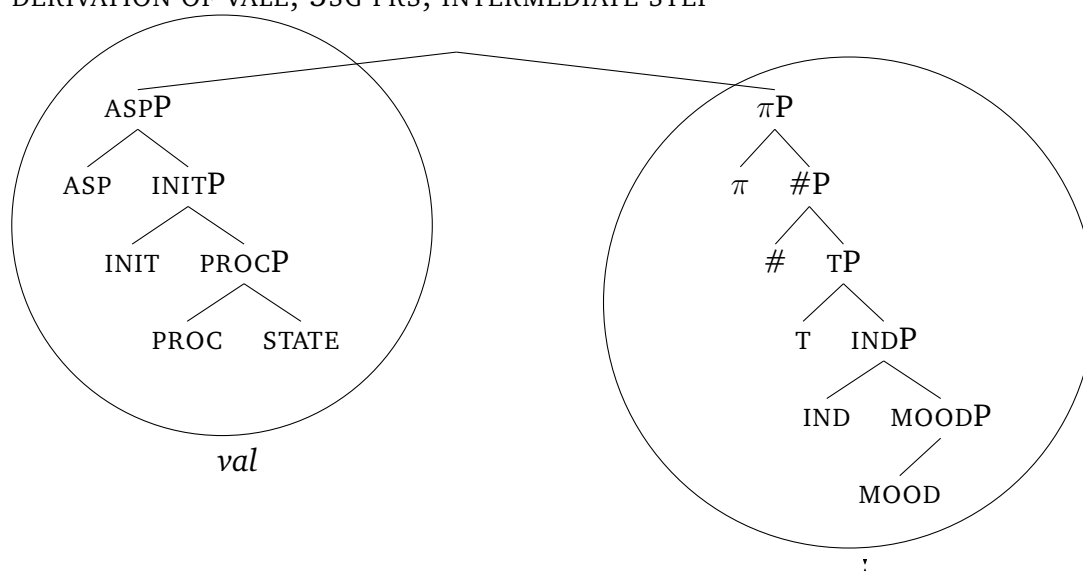 DERIVATION OF VALE, 3SG PRS, INTERMEDIATE STEP
ASPP πP
ASP INITP π #P
INIT PROCP # TP
PROC STATE T INDP
IND MOODP
val
MOOD